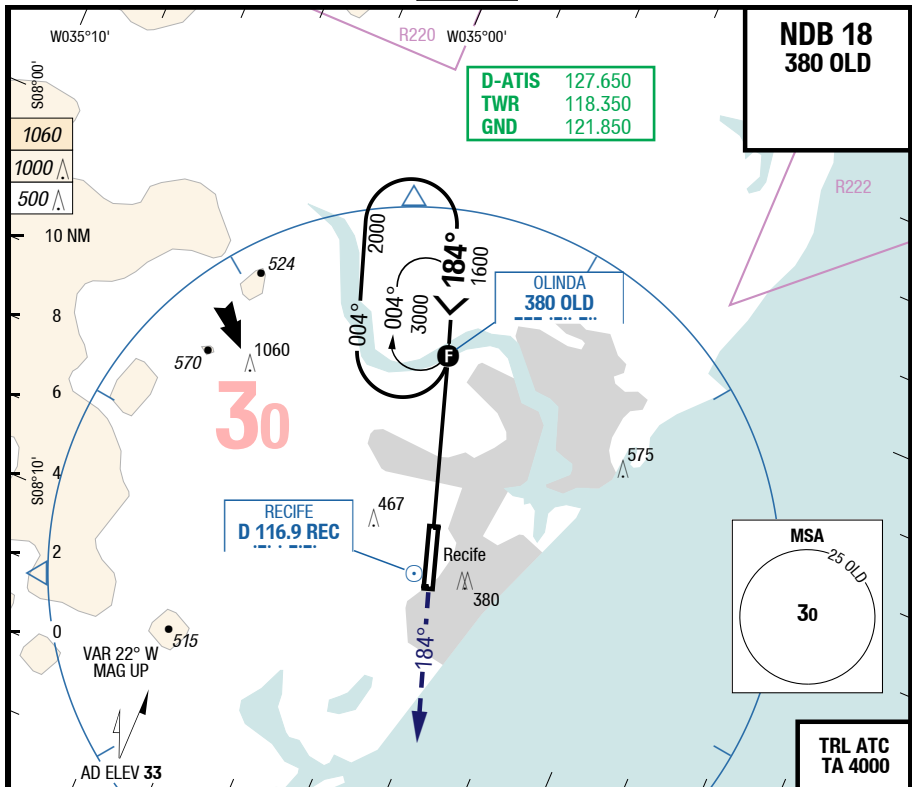 W035°10'
R220
W035°00'
NDB 18
380 OLD
S08°00'
D-ATIS 127.650
TWR 118.350
GND 121.850
1060
1000
500
R222
10 NM
2000
184°
1600
524
OLINDA
380 OLD
004°
004°
3000
8
F
570
1060
6
30
S08°10'
4
575
467
RECIFE
D 116.9 REC
2
Recife
MSA
25 OLD
30
380
0
515
184°
VAR 22° W
MAG UP
AD ELEV 33
TRL ATC
TA 4000